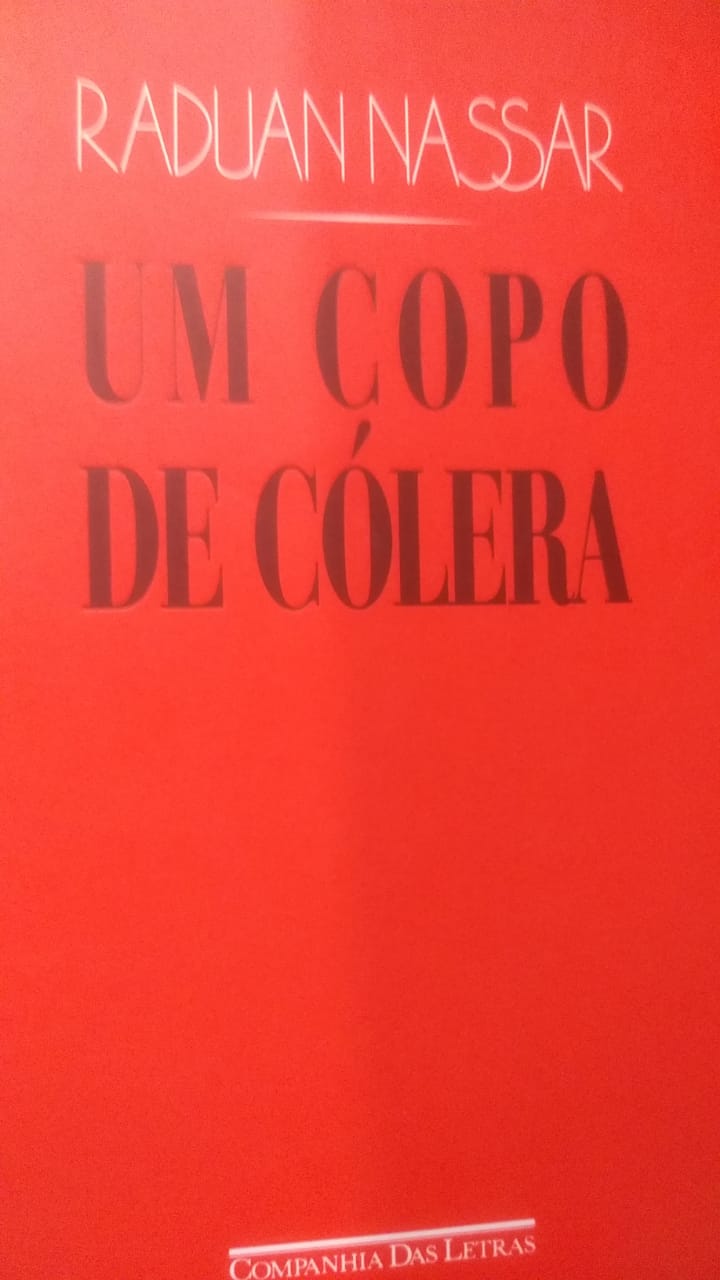 RADUAN NASSAR
UM COPO
DE CÓLERA
COMPANHIA DAS LETRAS